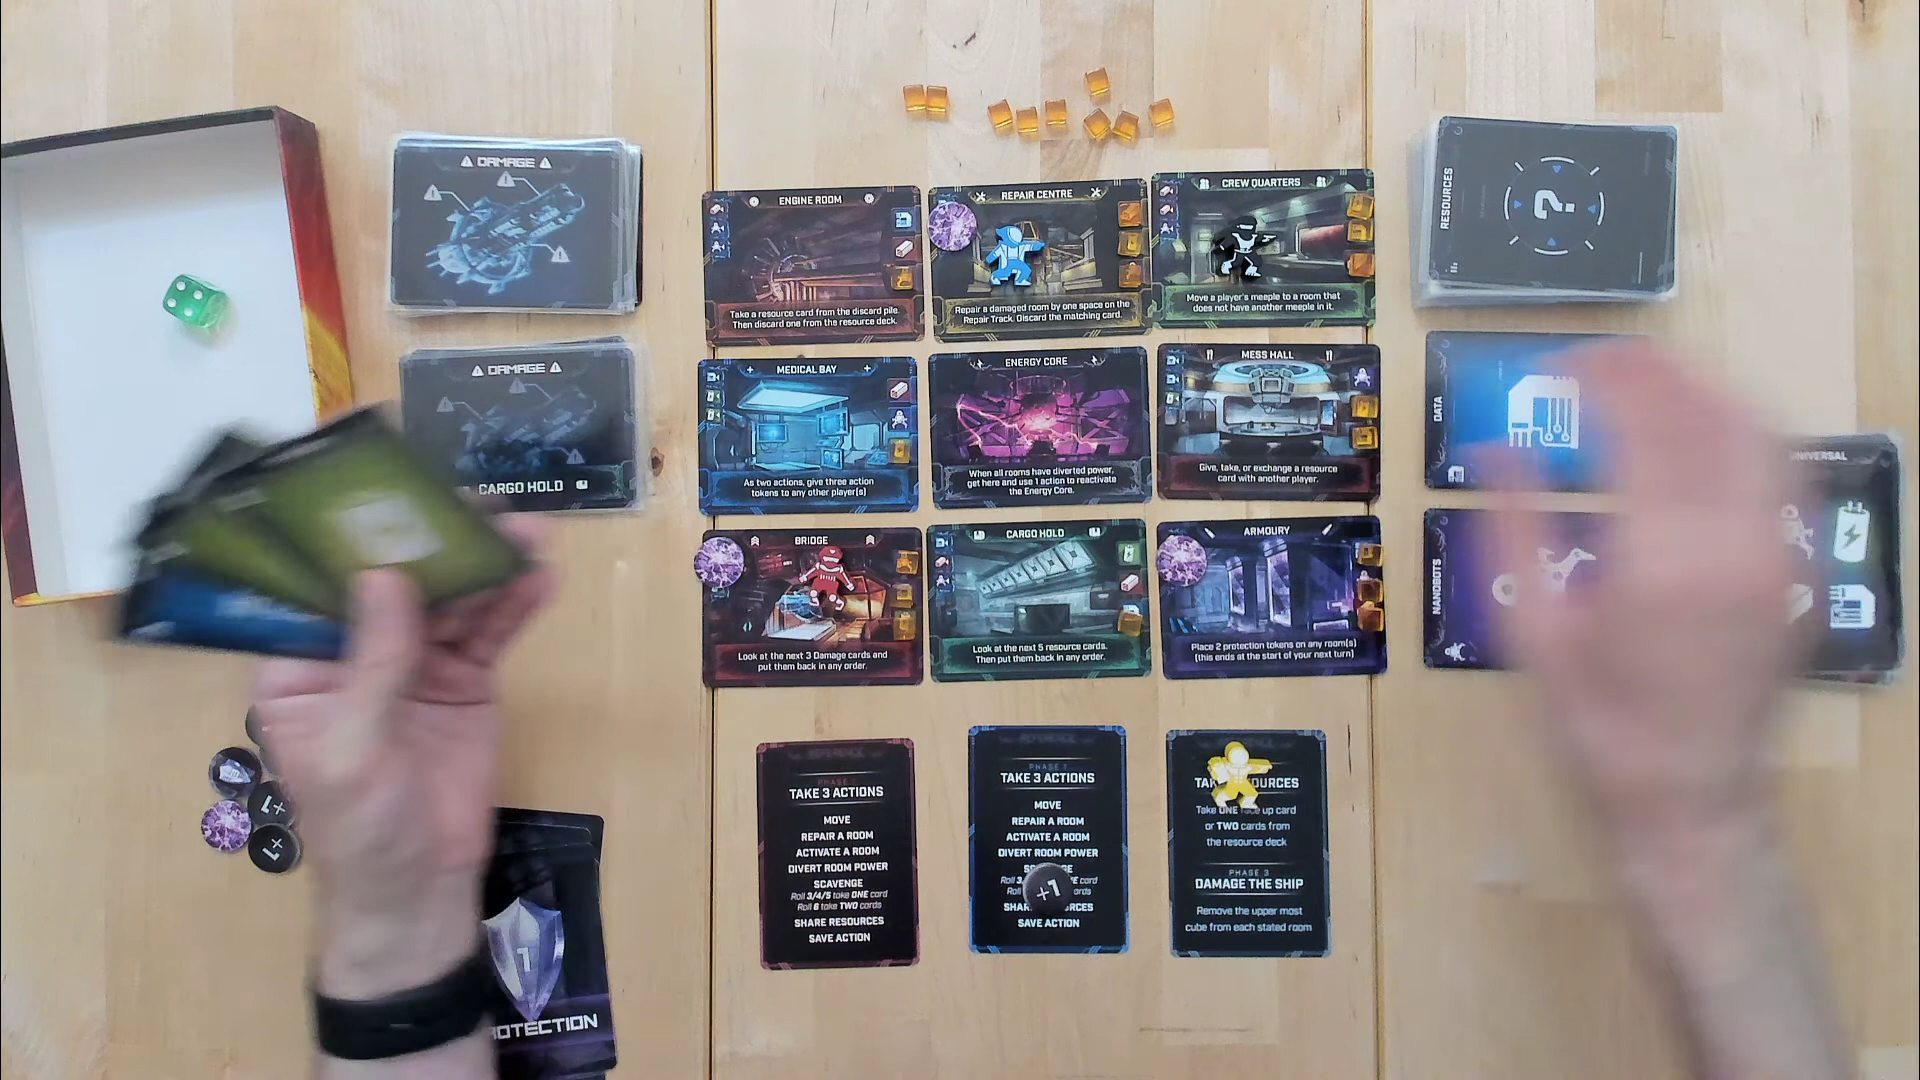 DAMAGE
DAMAGE
CARGO HOLD
ENGINE ROOM
Take a resource card from the discard pile.
Then discard one from the resource deck.
REPAIR CENTRE
Repair a damaged room by one space on the
Repair Track. Discard the matching card.
CREW QUARTERS
Move a player's meeple to a room that
does not have another meeple in it.
MEDICAL BAY
As two actions, give three action
tokens to any other player(s)
ENERGY CORE
When all rooms have diverted power,
get here and use 1 action to reactivate
the Energy Core.
MESS HALL
Give, take, or exchange a resource
card with another player.
BRIDGE
Look at the next 3 Damage cards and
put them back in any order.
CARGO HOLD
Look at the next 5 resource cards.
Then put them back in any order.
ARMOURY
Place 2 protection tokens on any room(s)
(this ends at the start of your next turn)
RESOURCES
?
DATA
NANOBOTS
UNIVERSAL
REFERENCE
PHASE
TAKE 3 ACTIONS
MOVE
REPAIR A ROOM
ACTIVATE A ROOM
DIVERT ROOM POWER
SCAVENGE
Roll 3/4/5 take ONE card
Roll 6 take TWO cards
SHARE RESOURCES
SAVE ACTION
REFERENCE
PHASE 1
TAKE 3 ACTIONS
MOVE
REPAIR A ROOM
ACTIVATE A ROOM
DIVERT ROOM POWER
card
Roll
+1
SAVE ACTION
Take ONE face up card
or TWO cards from
the resource deck
PHASE 3
DAMAGE THE SHIP
Remove the upper most
cube from each stated room
+1
+1
1
OTECTION